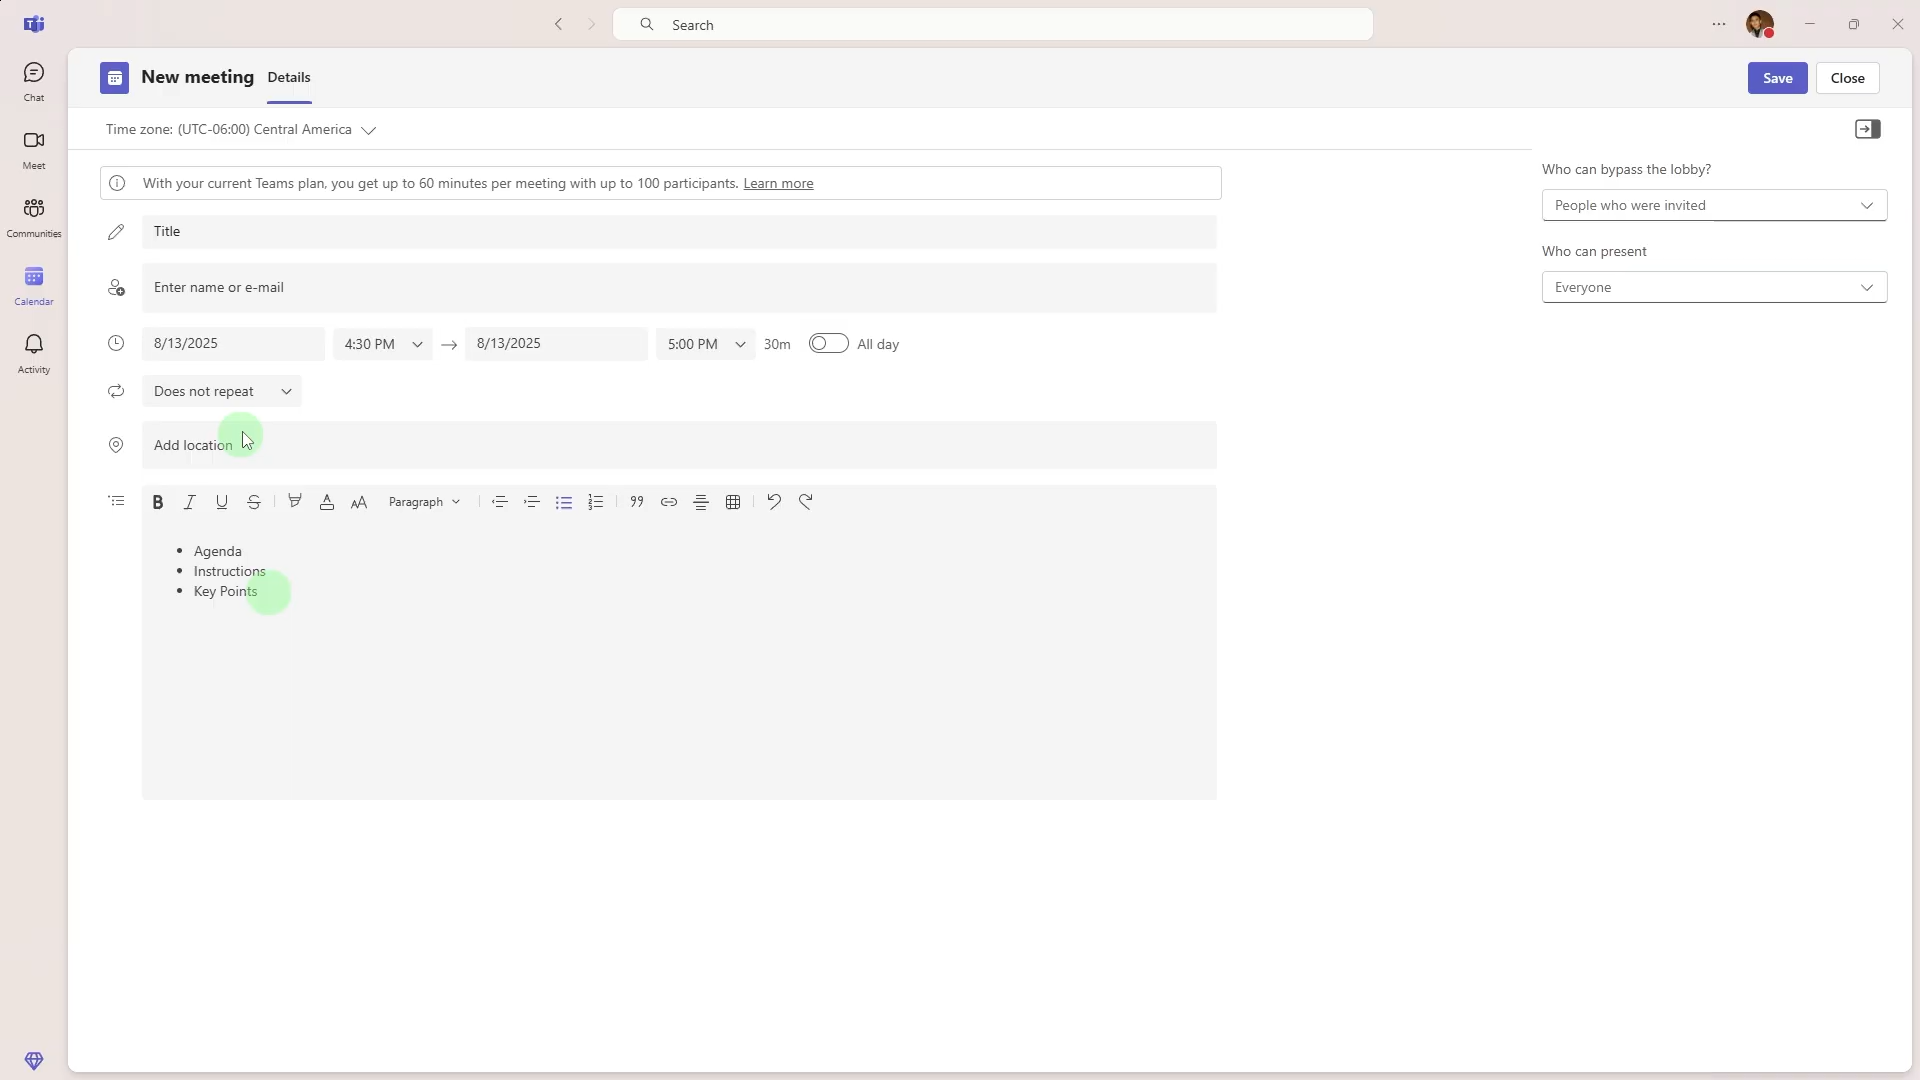 Search
Chat
Meet
Communities
Calendar
Activity
New meeting Details
Save Close
Time zone: (UTC-06:00) Central America
With your current Teams plan, you get up to 60 minutes per meeting with up to 100 participants. Learn more
Title
Enter name or e-mail
8/13/2025 4:30 PM → 8/13/2025 5:00 PM 30m All day
Does not repeat
Add location
B I U S AA Paragraph
• Agenda
• Instructions
• Key Points
Who can bypass the lobby?
People who were invited
Who can present
Everyone